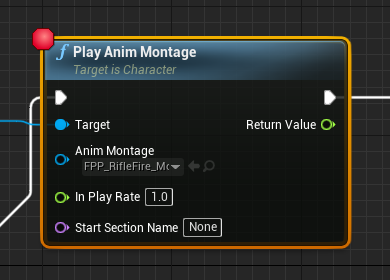 f Play Anim Montage
Target is Character
Target
Return Value
Anim Montage
FPP_RifleFire_Mc
In Play Rate 1.0
Start Section Name None